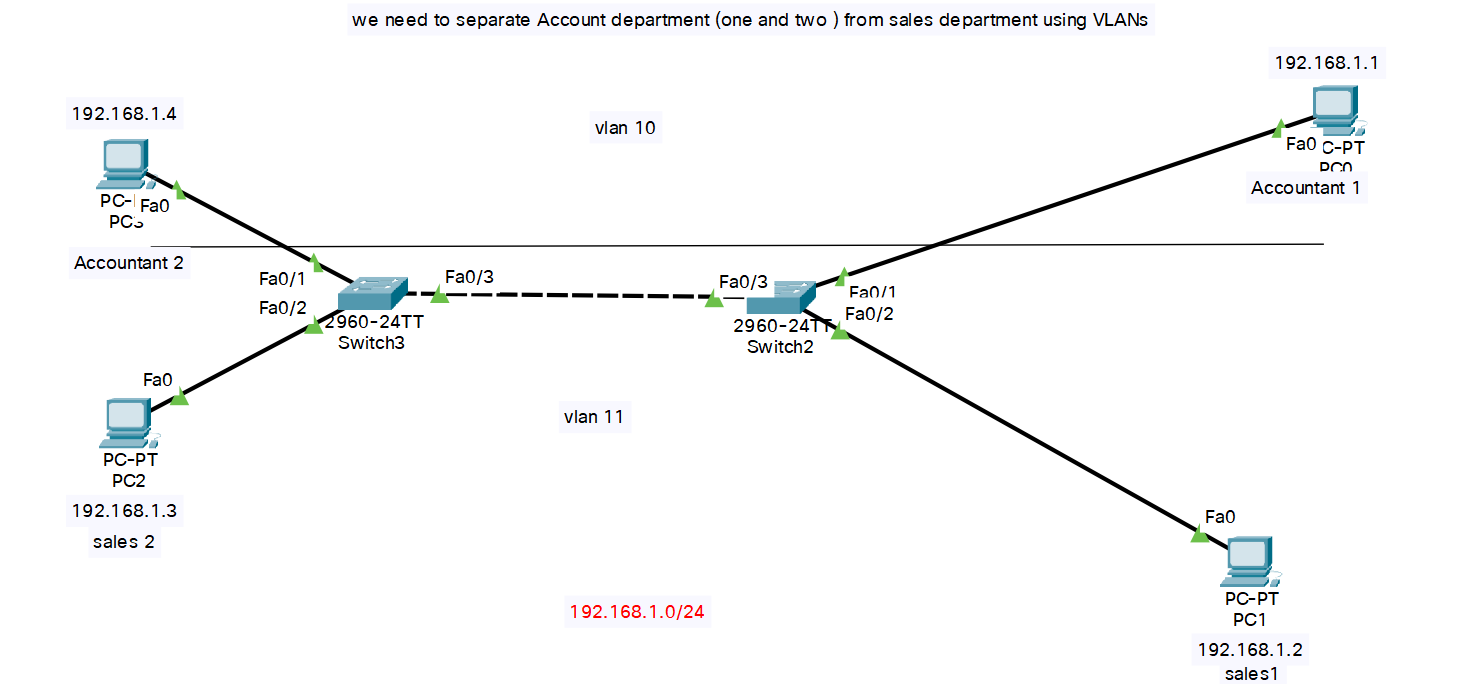 we need to separate Account department (one and two ) from sales department using VLANs
192.168.1.1
192.168.1.4
vlan 10
Fa0
C-PT
PC0
Accountant 1
PC-
Fa0
PC3
Accountant 2
Fa0/1
Fa0/3
Fa0/3
Fa0/1
Fa0/2
Fa0/2
2960-24TT
Switch3
2960-24TT
Switch2
Fa0
vlan 11
PC-PT
PC2
192.168.1.3
sales 2
Fa0
PC-PT
PC1
192.168.1.0/24
192.168.1.2
sales1